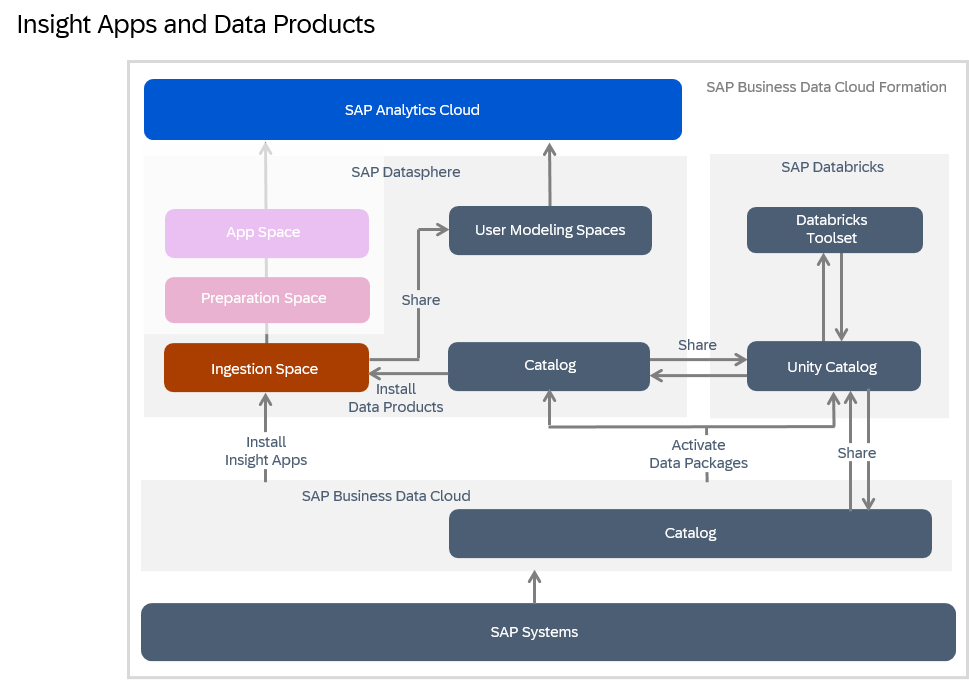 Insight Apps and Data Products
SAP Business Data Cloud Formation
SAP Analytics Cloud
SAP Datasphere
SAP Databricks
App Space
User Modeling Spaces
Databricks
Toolset
Preparation Space
Share
Ingestion Space
Catalog
Share
Unity Catalog
Install
Data Products
Install
Insight Apps
Activate
Data Packages
Share
SAP Business Data Cloud
Catalog
SAP Systems